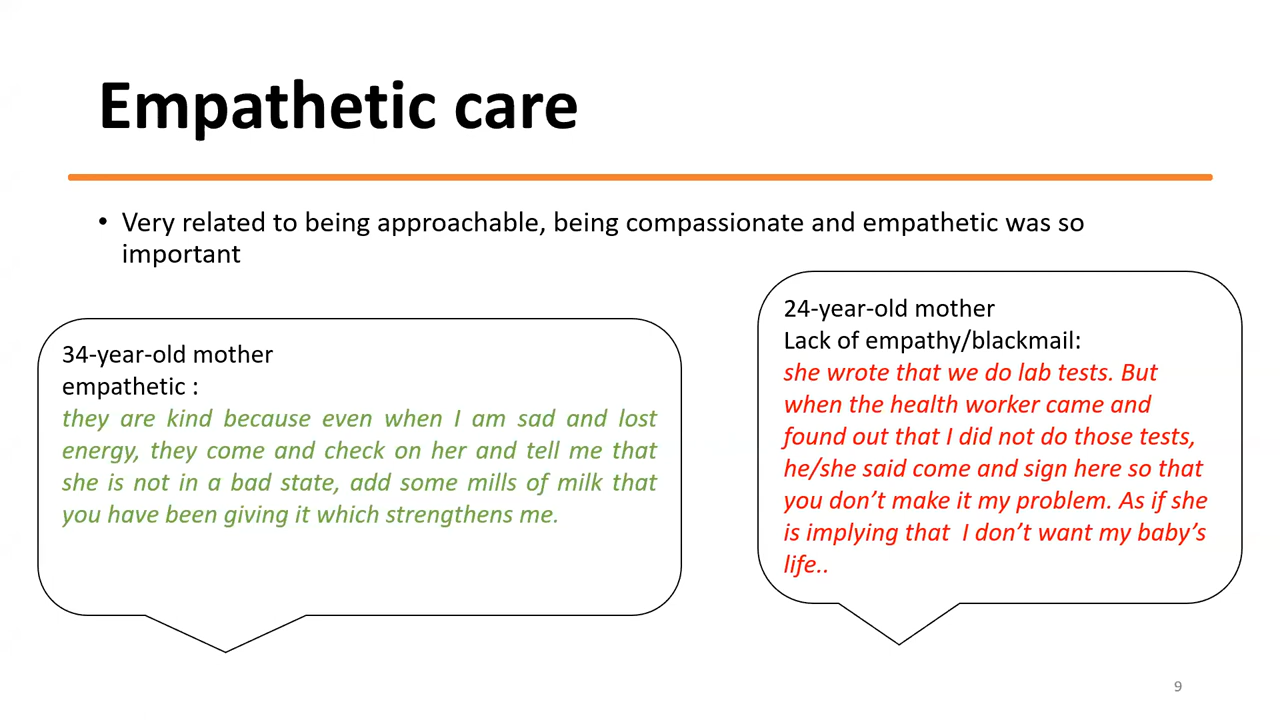 Empathetic care
• Very related to being approachable, being compassionate and empathetic was so
important
34-year-old mother
empathetic :
they are kind because even when I am sad and lost
energy, they come and check on her and tell me that
she is not in a bad state, add some mills of milk that
you have been giving it which strengthens me.
24-year-old mother
Lack of empathy/blackmail:
she wrote that we do lab tests. But
when the health worker came and
found out that I did not do those tests,
he/she said come and sign here so that
you don’t make it my problem. As if she
is implying that  I don’t want my baby’s
life..
9